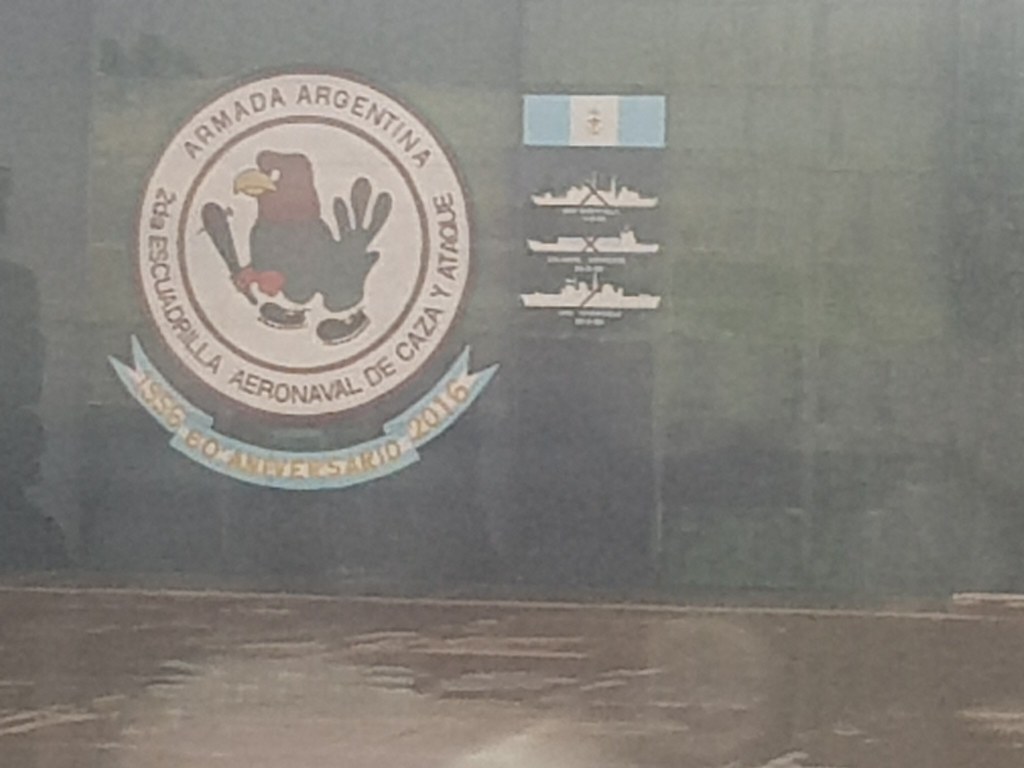 ARMADA ARGENTINA
2da ESCUADRILLA AERONAVAL DE CAZA Y ATAQUE
1956 60 ANIVERSARIO 2016